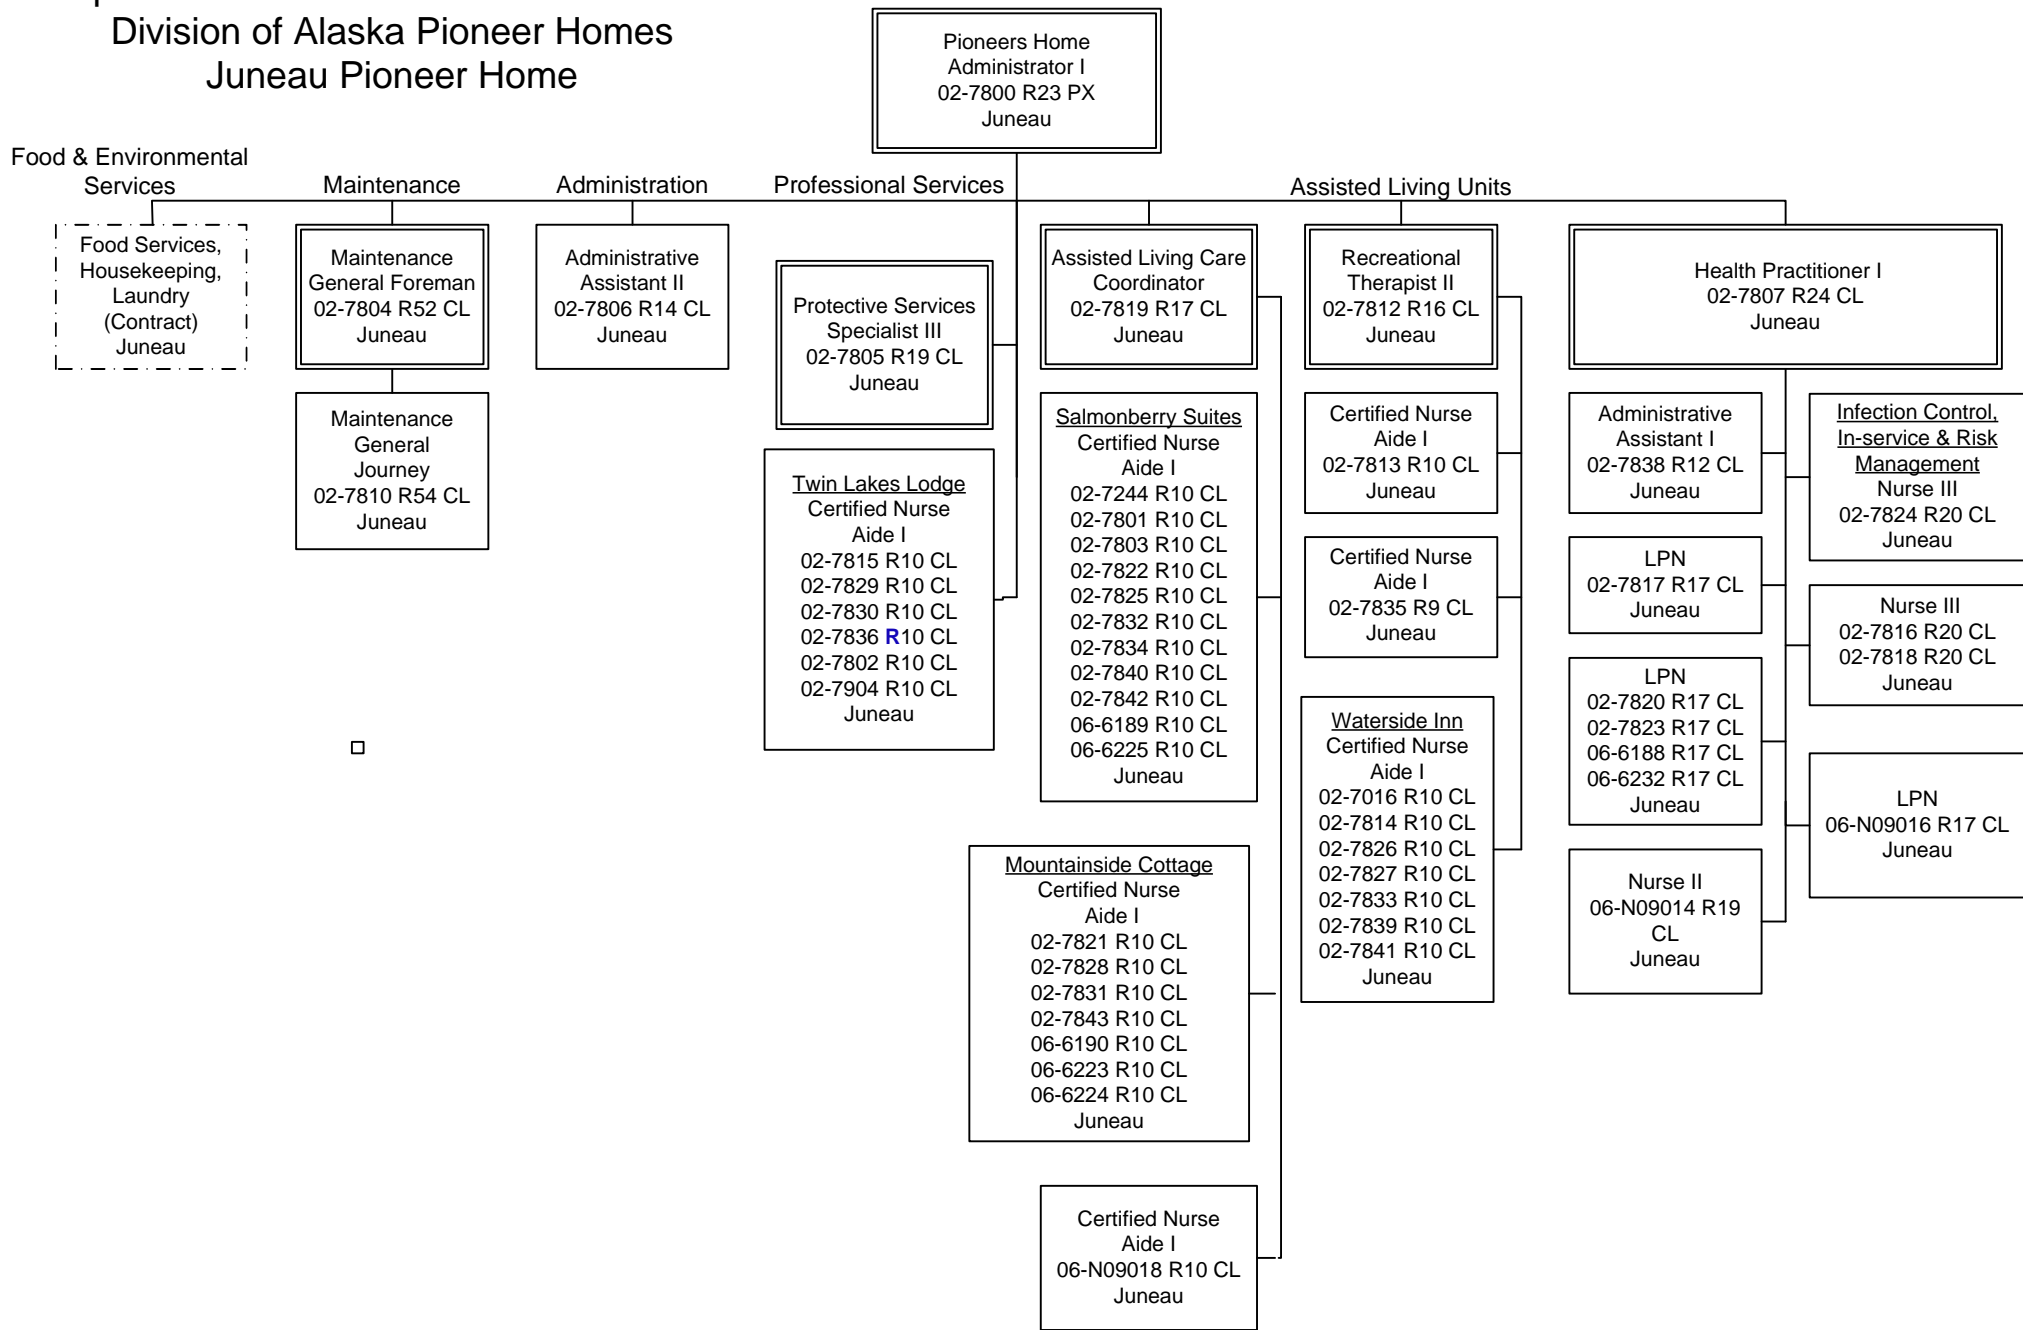 Division of Alaska Pioneer Homes
Juneau Pioneer Home
Pioneers Home
Administrator I
02-7800 R23 PX
Juneau
Food & Environmental
Services
Maintenance
Administration
Professional Services
Assisted Living Units
Food Services,
Housekeeping,
Laundry
(Contract)
Juneau
Maintenance
General Foreman
02-7804 R52 CL
Juneau
Maintenance
General
Journey
02-7810 R54 CL
Juneau
Administrative
Assistant II
02-7806 R14 CL
Juneau
Protective Services
Specialist III
02-7805 R19 CL
Juneau
Twin Lakes Lodge
Certified Nurse
Aide I
02-7815 R10 CL
02-7829 R10 CL
02-7830 R10 CL
02-7836 R10 CL
02-7802 R10 CL
02-7904 R10 CL
Juneau
Assisted Living Care
Coordinator
02-7819 R17 CL
Juneau
Salmonberry Suites
Certified Nurse
Aide I
02-7244 R10 CL
02-7801 R10 CL
02-7803 R10 CL
02-7822 R10 CL
02-7825 R10 CL
02-7832 R10 CL
02-7834 R10 CL
02-7840 R10 CL
02-7842 R10 CL
06-6189 R10 CL
06-6225 R10 CL
Juneau
Mountainside Cottage
Certified Nurse
Aide I
02-7821 R10 CL
02-7828 R10 CL
02-7831 R10 CL
02-7843 R10 CL
06-6190 R10 CL
06-6223 R10 CL
06-6224 R10 CL
Juneau
Certified Nurse
Aide I
06-N09018 R10 CL
Juneau
Recreational
Therapist II
02-7812 R16 CL
Juneau
Certified Nurse
Aide I
02-7813 R10 CL
Juneau
Certified Nurse
Aide I
02-7835 R9 CL
Juneau
Waterside Inn
Certified Nurse
Aide I
02-7016 R10 CL
02-7814 R10 CL
02-7826 R10 CL
02-7827 R10 CL
02-7833 R10 CL
02-7839 R10 CL
02-7841 R10 CL
Juneau
Health Practitioner I
02-7807 R24 CL
Juneau
Administrative
Assistant I
02-7838 R12 CL
Juneau
LPN
02-7817 R17 CL
Juneau
LPN
02-7820 R17 CL
02-7823 R17 CL
06-6188 R17 CL
06-6232 R17 CL
Juneau
Nurse II
06-N09014 R19
CL
Juneau
Infection Control,
In-service & Risk
Management
Nurse III
02-7824 R20 CL
Juneau
Nurse III
02-7816 R20 CL
02-7818 R20 CL
Juneau
LPN
06-N09016 R17 CL
Juneau